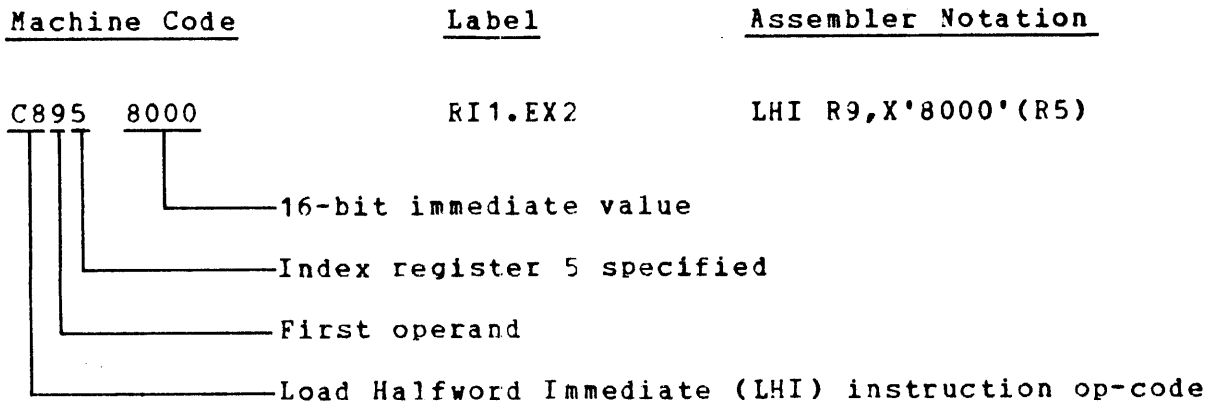 Machine Code Label Assembler Notation
C895 8000 RI1.EX2 LHI R9,X'8000'(R5)
16-bit immediate value
Index register 5 specified
First operand
Load Halfword Immediate (LHI) instruction op-code